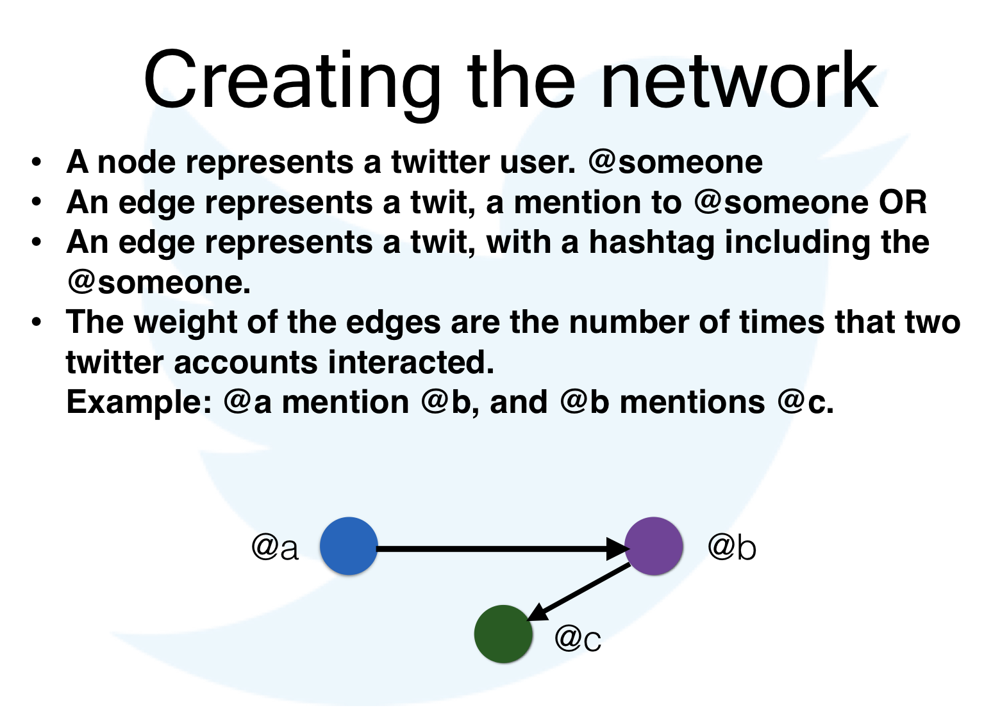 Creating the network
• A node represents a twitter user. @someone
• An edge represents a twit, a mention to @someone OR
• An edge represents a twit, with a hashtag including the
@someone.
• The weight of the edges are the number of times that two
twitter accounts interacted.
Example: @a mention @b, and @b mentions @c.
@a
@b
@c